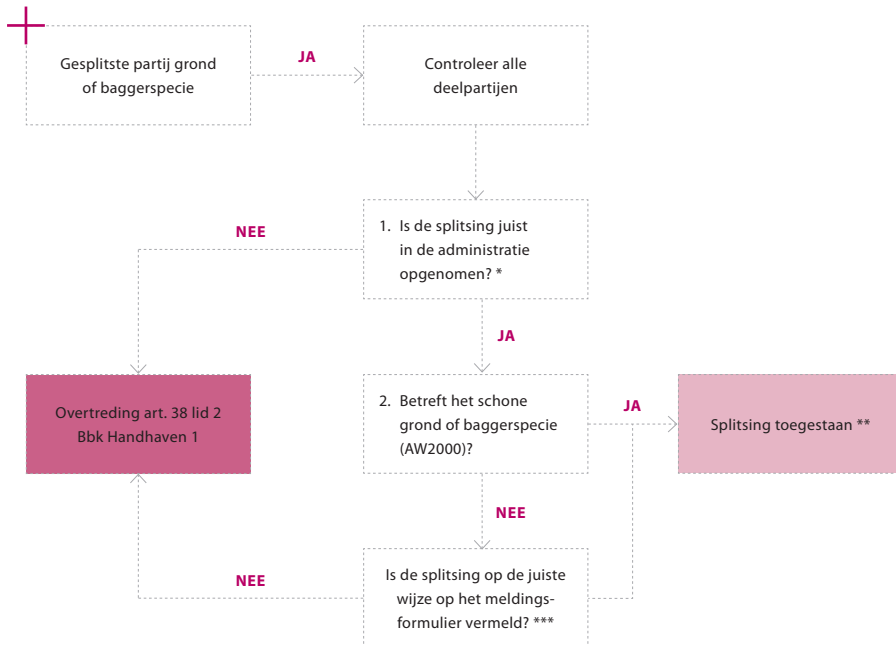 Gesplitste partij grond
of baggerspecie
JA
Controleer alle
deelpartijen
NEE
1. Is de splitsing juist
in de administratie
opgenomen? *
JA
Overtreding art. 38 lid 2
Bbk Handhaven 1
2. Betreft het schone
grond of baggerspecie
(AW2000)?
JA
Splitsing toegestaan **
NEE
NEE
Is de splitsing op de juiste
wijze op het meldings-
formulier vermeld? ***